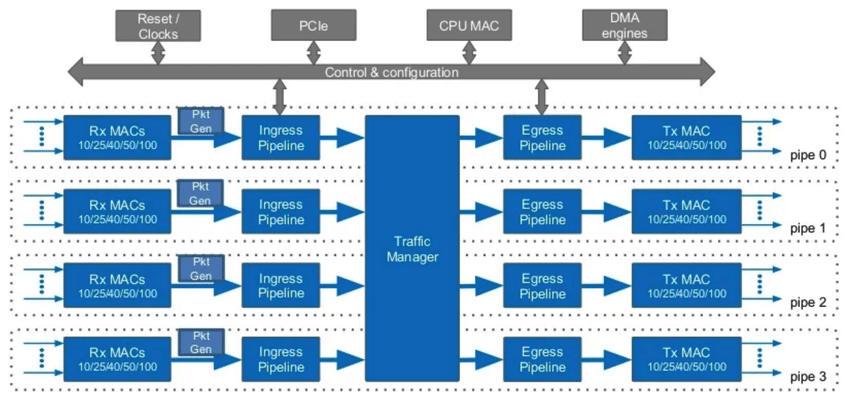 Reset /
Clocks
PCIe
CPU MAC
DMA
engines
Control & configuration
Rx MACs
10/25/40/50/100
Pkt
Gen
Ingress
Pipeline
Egress
Pipeline
Tx MAC
10/25/40/50/100
pipe 0
Rx MACs
10/25/40/50/100
Pkt
Gen
Ingress
Pipeline
Egress
Pipeline
Tx MAC
10/25/40/50/100
pipe 1
Traffic
Manager
Rx MACs
10/25/40/50/100
Pkt
Gen
Ingress
Pipeline
Egress
Pipeline
Tx MAC
10/25/40/50/100
pipe 2
Rx MACs
10/25/40/50/100
Pkt
Gen
Ingress
Pipeline
Egress
Pipeline
Tx MAC
10/25/40/50/100
pipe 3